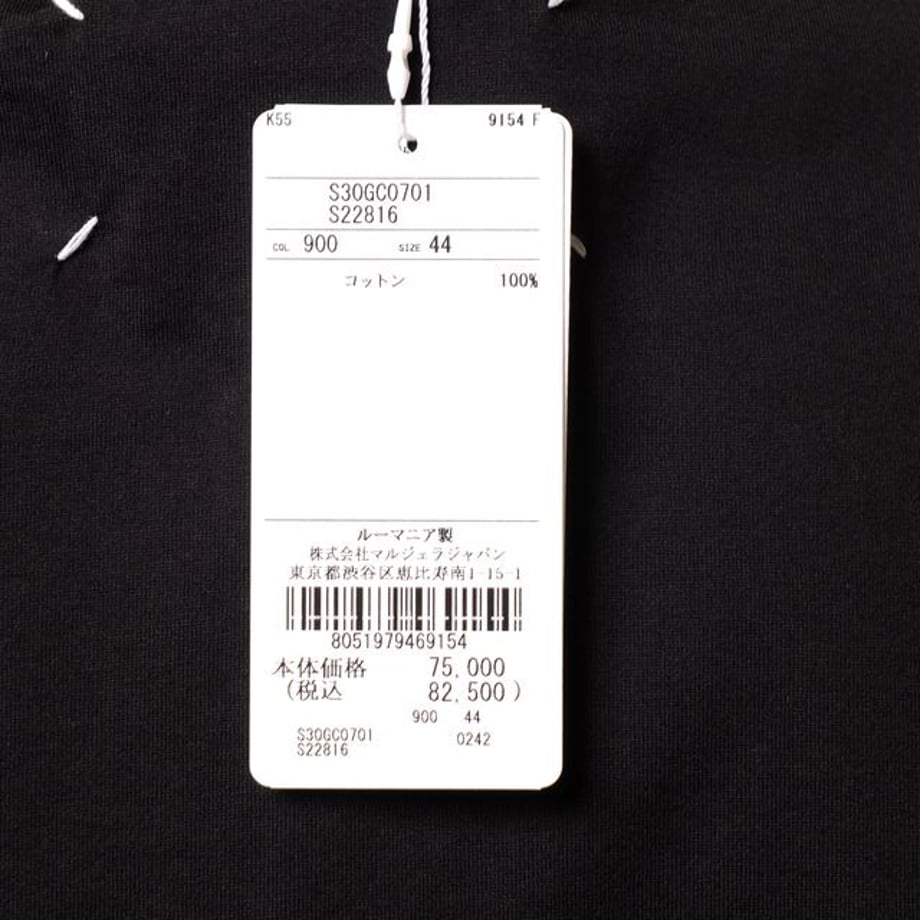 K55 9154 F
S30GC0701
S22816
COL 900 SIZE 44
コットン 100%
ルーマニア製
株式会社マルジェラジャパン
東京都渋谷区恵比寿南1-15-1
8051979469154
本体価格 75,000
(税込 82,500)
900 44
S30GC0701 0242
S22816